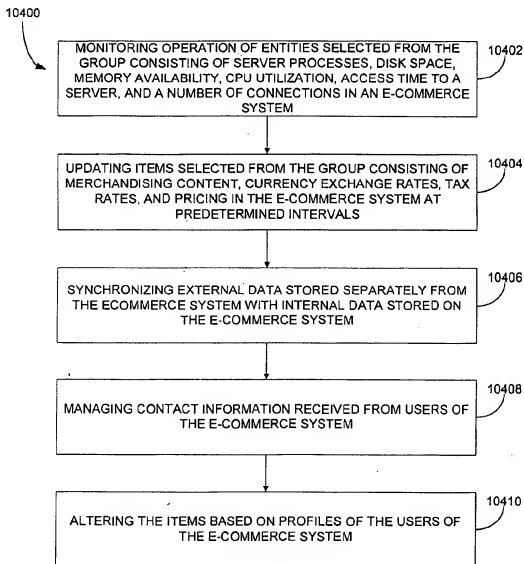 10400
MONITORING OPERATION OF ENTITIES SELECTED FROM THE
GROUP CONSISTING OF SERVER PROCESSES, DISK SPACE,
MEMORY AVAILABILITY, CPU UTILIZATION, ACCESS TIME TO A
SERVER, AND A NUMBER OF CONNECTIONS IN AN E-COMMERCE
SYSTEM
10402
UPDATING ITEMS SELECTED FROM THE GROUP CONSISTING OF
MERCHANDISING CONTENT, CURRENCY EXCHANGE RATES, TAX
RATES, AND PRICING IN THE E-COMMERCE SYSTEM AT
PREDETERMINED INTERVALS
10404
SYNCHRONIZING EXTERNAL DATA STORED SEPARATELY FROM
THE ECOMMERCE SYSTEM WITH INTERNAL DATA STORED ON
THE E-COMMERCE SYSTEM
10406
MANAGING CONTACT INFORMATION RECEIVED FROM USERS OF
THE E-COMMERCE SYSTEM
10408
ALTERING THE ITEMS BASED ON PROFILES OF THE USERS OF
THE E-COMMERCE SYSTEM
10410